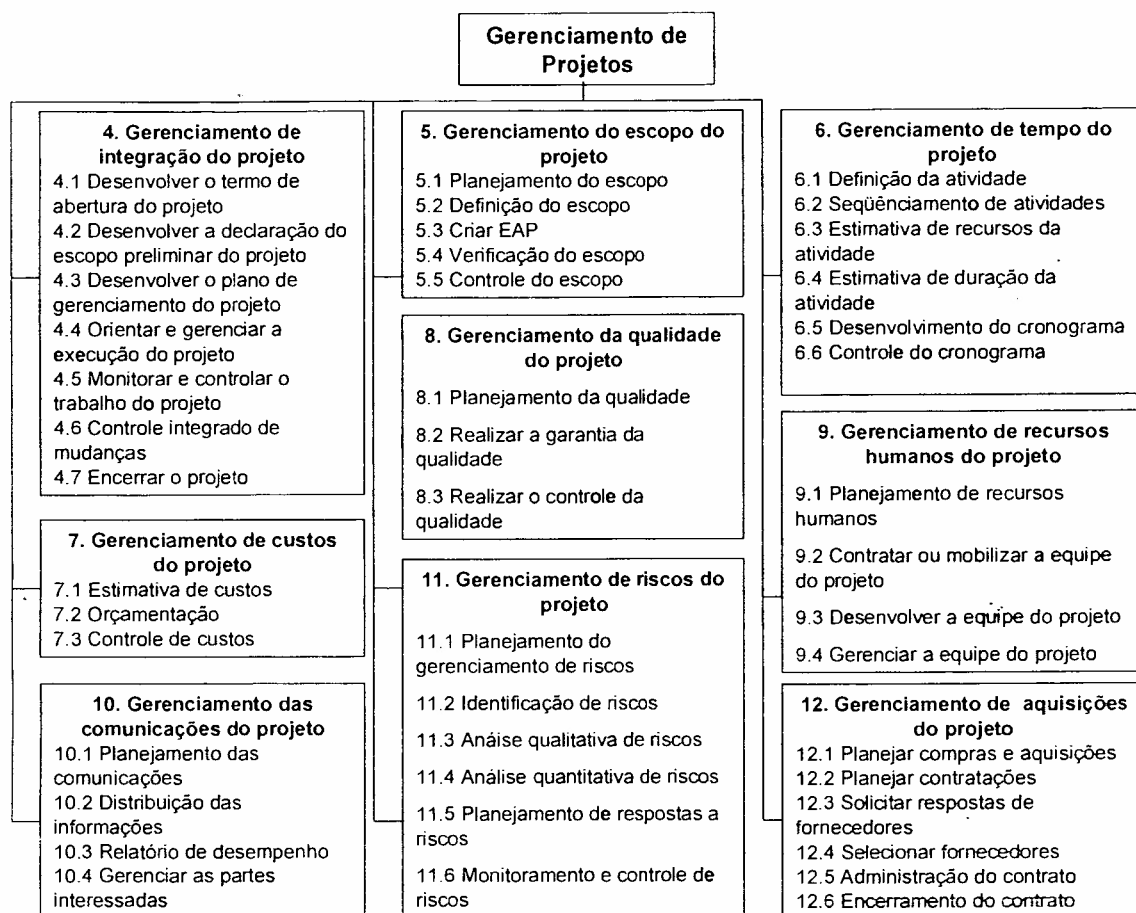 Gerenciamento de
Projetos
4. Gerenciamento de
integração do projeto
4.1 Desenvolver o termo de
abertura do projeto
4.2 Desenvolver a declaração do
escopo preliminar do projeto
4.3 Desenvolver o plano de
gerenciamento do projeto
4.4 Orientar e gerenciar a
execução do projeto
4.5 Monitorar e controlar o
trabalho do projeto
4.6 Controle integrado de
mudanças
4.7 Encerrar o projeto
5. Gerenciamento do escopo do
projeto
5.1 Planejamento do escopo
5.2 Definição do escopo
5.3 Criar EAP
5.4 Verificação do escopo
5.5 Controle do escopo
6. Gerenciamento de tempo do
projefo
6.1 Definição da atividade
6.2 Seqüênciamento de atividades
6.3 Estimativa de recursos da
atividade
6.4 Estimativa de duração da
atividade
6.5 Desenvolvimento do cronograma
6.6 Controle do cronograma
7. Gerenciamento de custos
do projeto
7.1 Estimativa de custos
7.2 Orçamentação
7.3 Controle de custos
8. Gerenciamento da qualidade
do projeto
8.1 Planejamento da qualidade
8.2 Realizar a garantia da
qualidade
8.3 Realizar o controle da
qualidade
9. Gerenciamento de recursos
humanos do projeto
9.1 Planejamento de recursos
humanos
9.2 Contratar ou mobilizar a equipe
do projeto
9.3 Desenvolver a equipe do projeto
9.4 Gerenciar a equipe do projeto
10. Gerenciamento das
comunicações do projeto
10.1 Planejamento das
comunicações
10.2 Distribuição das
informações
10.3 Relatório de desempenho
10.4 Gerenciar as partes
interessadas
11. Gerenciamento de riscos do
projeto
11.1 Planejamento do
gerenciamento de riscos
11.2 Identificação de riscos
11.3 Anáise qualitativa de riscos
11.4 Análise quantitativa de riscos
11.5 Planejamento de respostas a
riscos
11.6 Monitoramento e controle de
riscos
12. Gerenciamento de aquisições
do projeto
12.1 Planejar compras e aquisições
12.2 Planejar contratações
12.3 Solicitar respostas de
fornecedores
12.4 Selecionar fornecedores
12.5 Administração do contrato
12.6 Encerramento do contrato